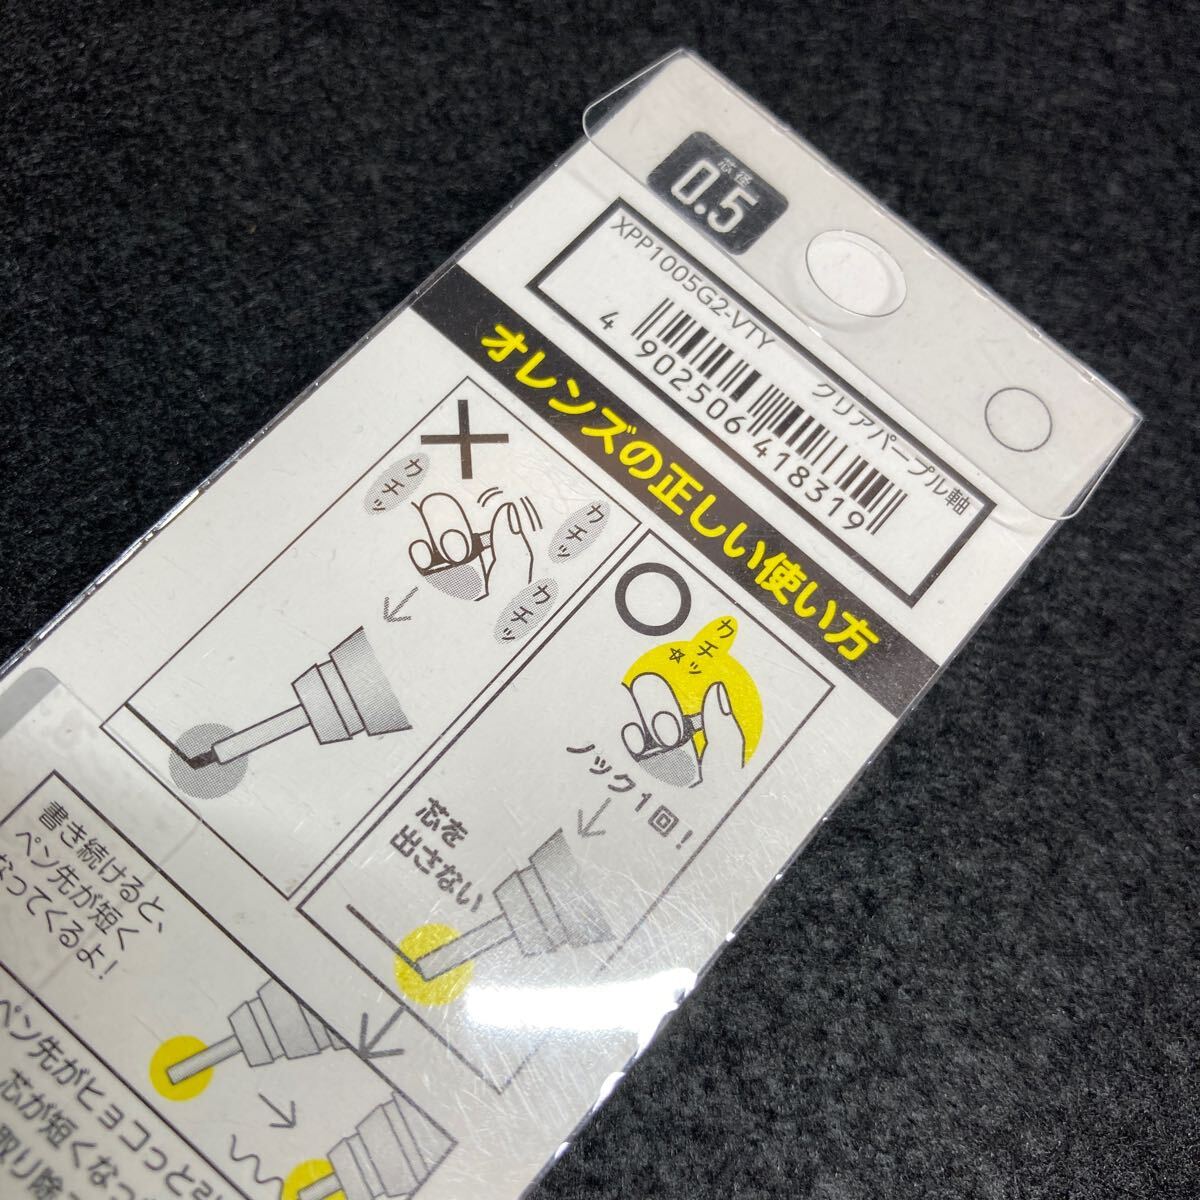 芯径
0.5
XPP1005G2-VTY クリアパープル軸
4 902506 418319
オレンズの正しい使い方
カチッ
カチッ
カチッ
カチッ
ノック1回!
芯を
出さない
書き続けると、
ペン先が短く
なってくるよ!
ペン先がヒョコっと
芯が短くなっ
取り除